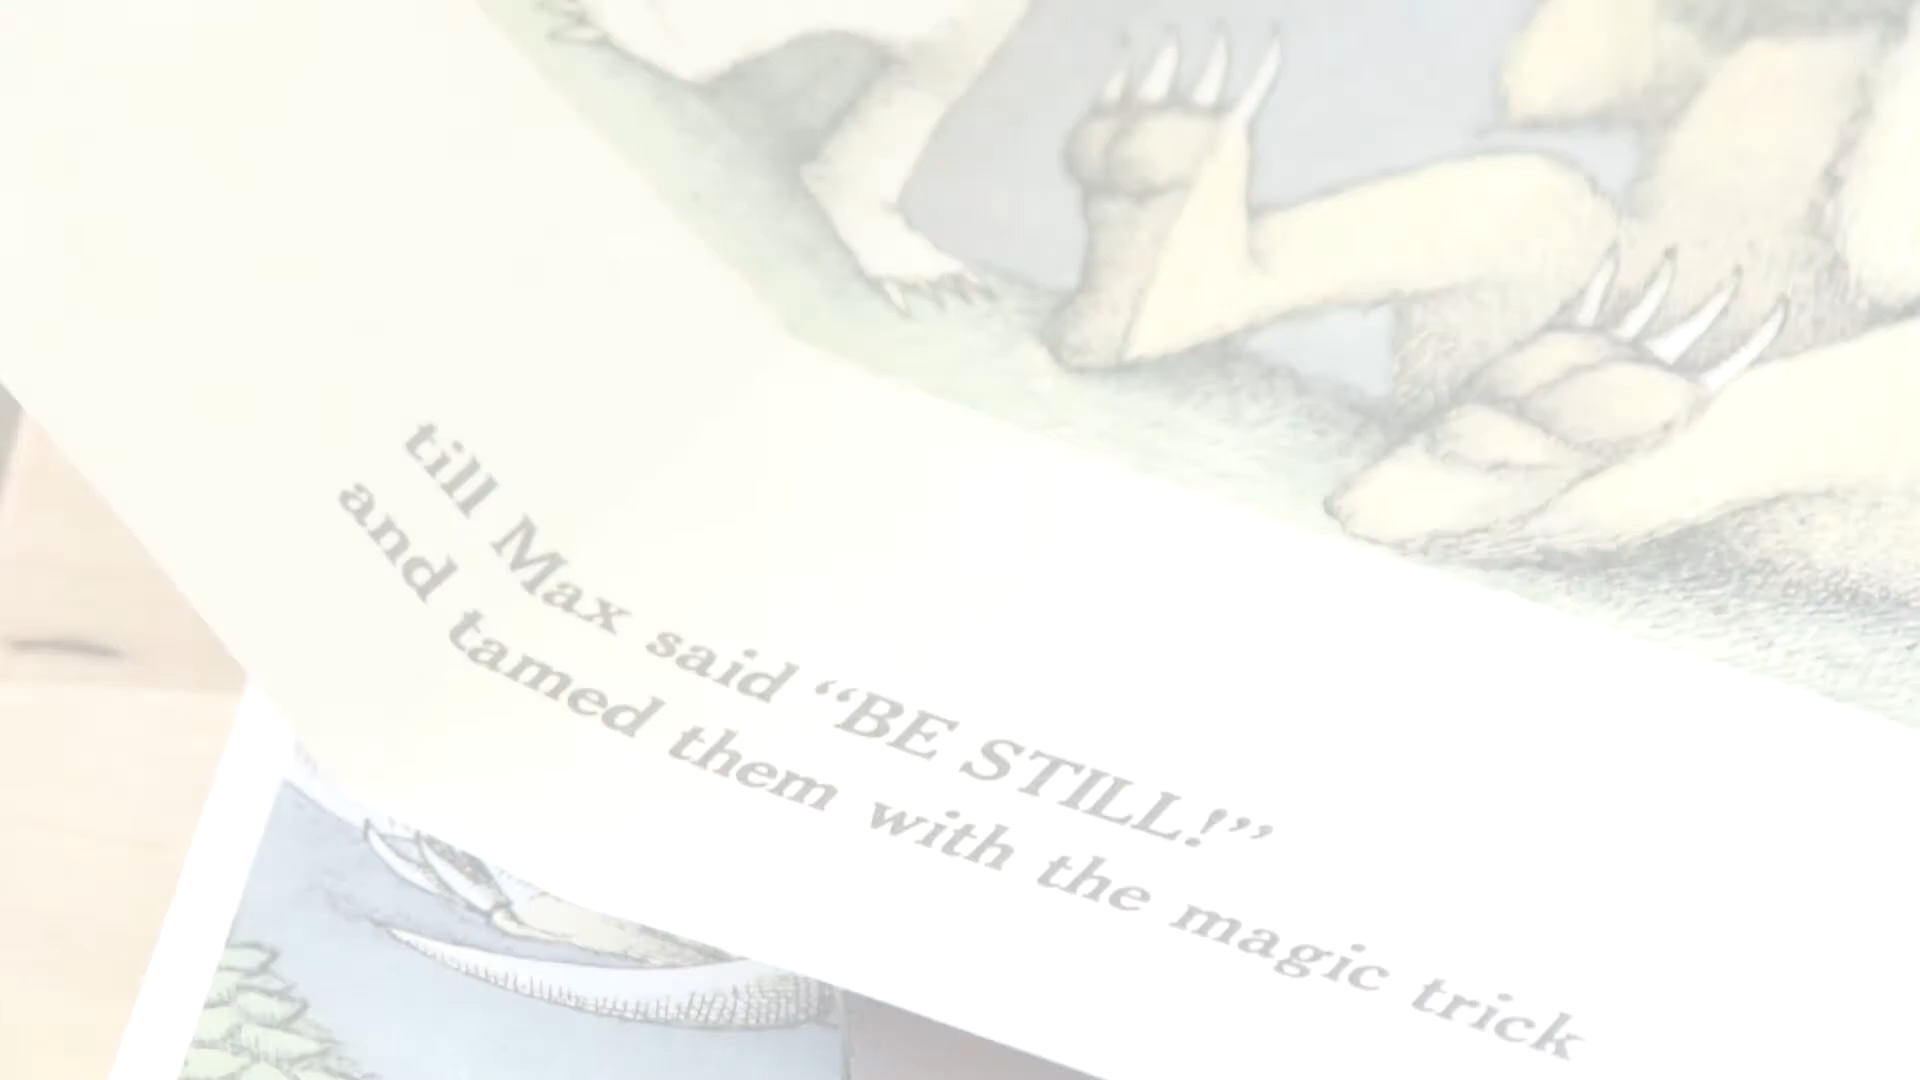 till Max said “BE STILL!”
and tamed them with the magic trick